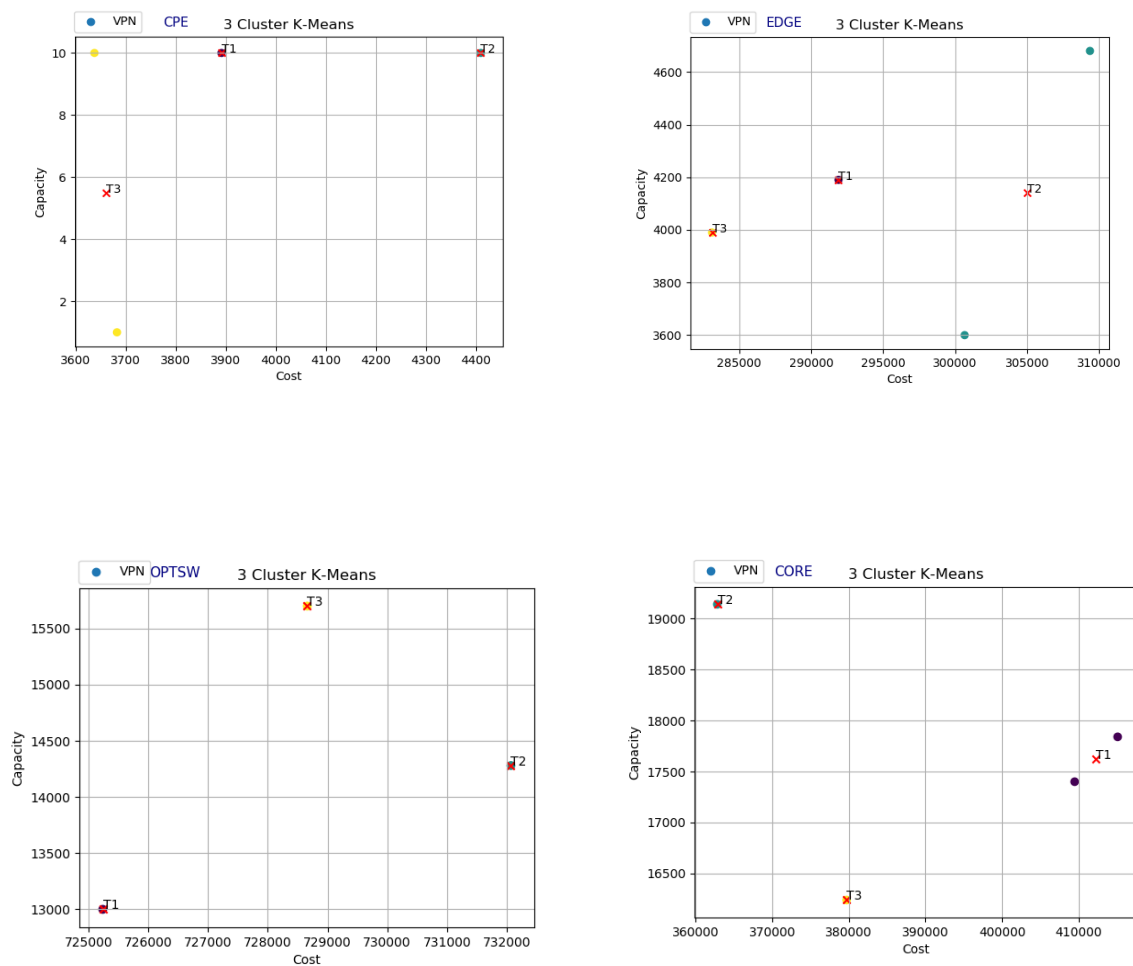 VPN CPE 3 Cluster K-Means
10
8
6
4
2
Capacity
T1
T2
T3
3600 3700 3800 3900 4000 4100 4200 4300 4400
Cost
VPN EDGE 3 Cluster K-Means
4600
4400
4200
4000
3800
3600
Capacity
T1
T2
T3
285000 290000 295000 300000 305000 310000
Cost
VPN OPTSW 3 Cluster K-Means
15500
15000
14500
14000
13500
13000
Capacity
T3
T2
T1
725000 726000 727000 728000 729000 730000 731000 732000
Cost
VPN CORE 3 Cluster K-Means
19000
18500
18000
17500
17000
16500
Capacity
T2
T1
T3
360000 370000 380000 390000 400000 410000
Cost